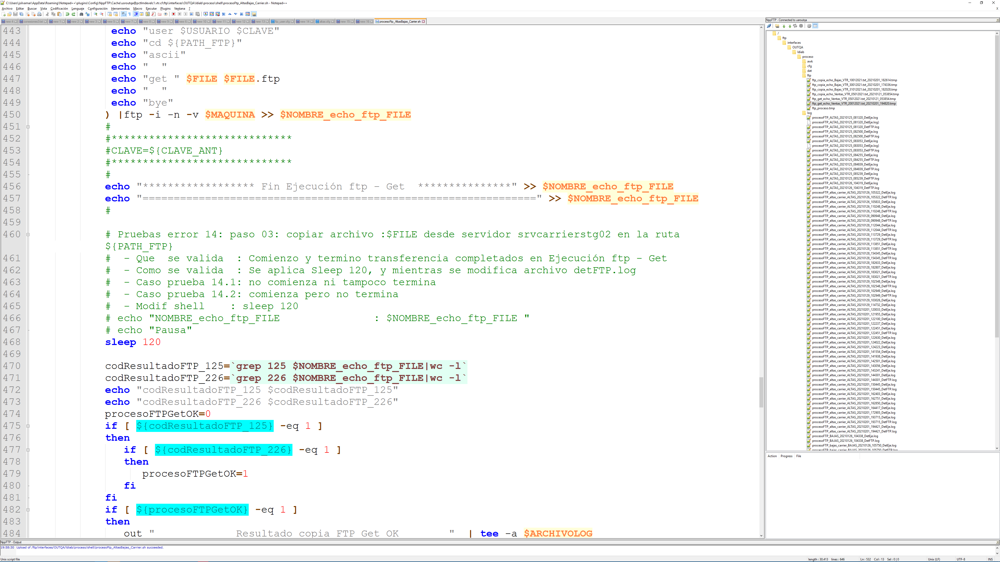 C:\Users\jsilvamar\AppData\Roaming\Notepad++\plugins\Config\NppFTP\Cache\usroutqa@pctlmdevelc1.vtr.cl\ftp\interfaces\OUTQA\ldiab\proceso\shell\procesoFtp_AltasBajas_Carrier.sh - Notepad++
Archivo Editar Buscar Vista Codificación Lenguaje Configuración Herramientas Macro Ejecutar Plugins Ventana ? X
new 4 conexiones3.txt new 1 new 2 new 3 new 5 new 7 new 8 new 9 new 6 new 10 new 11 new 12 new 13 ftp_user.cfg new 14 altas.cfg new 15 new 16 procesoFtp_AltasBajas_Carrier.sh
443 echo "user $USUARIO $CLAVE"
444 echo "cd ${PATH_FTP}"
445 echo "ascii"
446 echo "  "
447 echo "get " $FILE $FILE.ftp
448 echo "  "
449 echo "bye"
450 ) |ftp -i -n -v $MAQUINA >> $NOMBRE_echo_ftp_FILE
451 #
452 #*****************************
453 #CLAVE=${CLAVE_ANT}
454 #*****************************
455 #
456 echo "****************** Fin Ejecución ftp - Get  ***************" >> $NOMBRE_echo_ftp_FILE
457 echo "===============================================================" >> $NOMBRE_echo_ftp_FILE
458 #
459
460 # Pruebas error 14: paso 03: copiar archivo :$FILE desde servidor srvcarrierstg02 en la ruta
${PATH_FTP}
461 #  - Que  se valida  : Comienzo y termino transferencia completados en Ejecución ftp - Get
462 #  - Como se valida  : Se aplica Sleep 120, y mientras se modifica archivo detFTP.log
463 #  - Caso prueba 14.1: no comienza ni tampoco termina
464 #  - Caso prueba 14.2: comienza pero no termina
465 #  - Modif shell    : sleep 120
466 # echo "NOMBRE_echo_ftp_FILE               : $NOMBRE_echo_ftp_FILE "
467 # echo "Pausa"
468 sleep 120
469
470 codResultadoFTP_125=`grep 125 $NOMBRE_echo_ftp_FILE|wc -l`
471 codResultadoFTP_226=`grep 226 $NOMBRE_echo_ftp_FILE|wc -l`
472 echo "codResultadoFTP_125 $codResultadoFTP_125"
473 echo "codResultadoFTP_226 $codResultadoFTP_226"
474 procesoFTPGetOK=0
475 if [ ${codResultadoFTP_125} -eq 1 ]
476 then
477 if [ ${codResultadoFTP_226} -eq 1 ]
478 then
479 procesoFTPGetOK=1
480 fi
481 fi
482 if [ ${procesoFTPGetOK} -eq 1 ]
483 then
484 out "             Resultado copia FTP Get OK        "  | tee -a $ARCHIVOLOG
NppFTP - Connected to usroutqa
/
ftp
interfaces
OUTQA
ldiab
proceso
awk
cfg
dat
ftp
ftp_copia_echo_Bajas_VTR_10012021.txt_20210201_182614.tmp
ftp_copia_echo_Bajas_VTR_30012021.txt_20210201_174336.tmp
ftp_copia_echo_Bajas_VTR_31012021.txt_20210201_182028.tmp
ftp_copia_echo_Ventas_VTR_05012021.txt_20210121_053854.tmp
ftp_get_echo_Ventas_VTR_05012021.txt_20210121_053854.tmp
ftp_get_echo_Ventas_VTR_20012021.txt_20210201_194820.tmp
ftp_proceso.tmp
log
procesoFTP_ALTAS_20210125_081320_DetEje.log
procesoFTP_ALTAS_20210125_081320_DetEje.log}
procesoFTP_ALTAS_20210125_081320_DetFTP.log
procesoFTP_ALTAS_20210125_082500_DetEje.log
procesoFTP_ALTAS_20210125_082500_DetFTP.log
procesoFTP_ALTAS_20210125_083053_DetEje.log
procesoFTP_ALTAS_20210125_083053_DetEje.log}
procesoFTP_ALTAS_20210125_083053_DetFTP.log
procesoFTP_ALTAS_20210125_084255_DetEje.log
procesoFTP_ALTAS_20210125_084255_DetFTP.log
procesoFTP_ALTAS_20210125_084839_DetEje.log
procesoFTP_ALTAS_20210125_084839_DetFTP.log
procesoFTP_ALTAS_20210125_085239_DetEje.log
procesoFTP_ALTAS_20210125_085239_DetFTP.log
procesoFTP_ALTAS_20210126_104319_DetEje.log
procesoFTP_ALTAS_20210126_104319_DetFTP.log
procesoFTP_altas_carrier_ALTAS_20210126_105322_DetEje.log
procesoFTP_altas_carrier_ALTAS_20210126_105322_DetFTP.log
procesoFTP_altas_carrier_ALTAS_20210126_105833_DetEje.log
procesoFTP_altas_carrier_ALTAS_20210126_110248_DetEje.log
procesoFTP_altas_carrier_ALTAS_20210126_110248_DetFTP.log
procesoFTP_altas_carrier_ALTAS_20210128_090948_DetEje.log
procesoFTP_altas_carrier_ALTAS_20210128_090948_DetFTP.log
procesoFTP_altas_carrier_ALTAS_20210128_112044_DetEje.log
procesoFTP_altas_carrier_ALTAS_20210128_112044_DetFTP.log
procesoFTP_altas_carrier_ALTAS_20210128_113729_DetEje.log
procesoFTP_altas_carrier_ALTAS_20210128_113729_DetFTP.log
procesoFTP_altas_carrier_ALTAS_20210128_113851_DetEje.log
procesoFTP_altas_carrier_ALTAS_20210128_113851_DetFTP.log
procesoFTP_altas_carrier_ALTAS_20210128_154345_DetEje.log
procesoFTP_altas_carrier_ALTAS_20210128_154345_DetFTP.log
procesoFTP_altas_carrier_ALTAS_20210128_182633_DetEje.log
procesoFTP_altas_carrier_ALTAS_20210128_182807_DetEje.log
procesoFTP_altas_carrier_ALTAS_20210128_183021_DetEje.log
procesoFTP_altas_carrier_ALTAS_20210128_183021_DetFTP.log
procesoFTP_altas_carrier_ALTAS_20210129_102548_DetEje.log
procesoFTP_altas_carrier_ALTAS_20210129_102548_DetFTP.log
procesoFTP_altas_carrier_ALTAS_20210129_102949_DetEje.log
procesoFTP_altas_carrier_ALTAS_20210129_102949_DetFTP.log
procesoFTP_altas_carrier_ALTAS_20210129_103026_DetEje.log
procesoFTP_altas_carrier_ALTAS_20210129_114732_DetEje.log
procesoFTP_altas_carrier_ALTAS_20210201_120033_DetEje.log
procesoFTP_altas_carrier_ALTAS_20210201_121955_DetEje.log
procesoFTP_altas_carrier_ALTAS_20210201_122100_DetEje.log
procesoFTP_altas_carrier_ALTAS_20210201_122237_DetEje.log
procesoFTP_altas_carrier_ALTAS_20210201_122451_DetEje.log
procesoFTP_altas_carrier_ALTAS_20210201_122451_DetFTP.log
procesoFTP_altas_carrier_ALTAS_20210201_122630_DetEje.log
procesoFTP_altas_carrier_ALTAS_20210201_124022_DetEje.log
procesoFTP_altas_carrier_ALTAS_20210201_124223_DetEje.log
procesoFTP_altas_carrier_ALTAS_20210201_141554_DetEje.log
procesoFTP_altas_carrier_ALTAS_20210201_141938_DetEje.log
procesoFTP_altas_carrier_ALTAS_20210201_142501_DetEje.log
procesoFTP_altas_carrier_ALTAS_20210201_143056_DetEje.log
procesoFTP_altas_carrier_ALTAS_20210201_143241_DetEje.log
procesoFTP_altas_carrier_ALTAS_20210201_144301_DetEje.log
procesoFTP_altas_carrier_ALTAS_20210201_144301_DetFTP.log
procesoFTP_altas_carrier_ALTAS_20210201_150445_DetEje.log
procesoFTP_altas_carrier_ALTAS_20210201_150445_DetFTP.log
procesoFTP_altas_carrier_ALTAS_20210201_162403_DetEje.log
procesoFTP_altas_carrier_ALTAS_20210201_162751_DetEje.log
procesoFTP_altas_carrier_ALTAS_20210201_162850_DetEje.log
procesoFTP_altas_carrier_ALTAS_20210201_164417_DetEje.log
procesoFTP_altas_carrier_ALTAS_20210201_172905_DetEje.log
procesoFTP_altas_carrier_ALTAS_20210201_193715_DetEje.log
procesoFTP_altas_carrier_ALTAS_20210201_193715_DetFTP.log
procesoFTP_altas_carrier_ALTAS_20210201_194421_DetEje.log
procesoFTP_altas_carrier_ALTAS_20210201_194421_DetFTP.log
procesoFTP_BAJAS_20210126_104338_DetEje.log
procesoFTP_BAJAS_20210126_104338_DetFTP.log
procesoFTP_bajas_carrier_BAJAS_20210126_105750_DetEje.log
procesoFTP_bajas_carrier_BAJAS_20210126_105750_DetFTP.log
Action Progress File
NppFTP - Output
19:58:30 Upload of /ftp/interfaces/OUTQA/ldiab/proceso/shell/procesoFtp_AltasBajas_Carrier.sh succeeded.
Unix script file length : 30.413 lines : 646 Ln : 532 Col : 13 Sel : 0 | 0 Unix (LF) UTF-8 INS